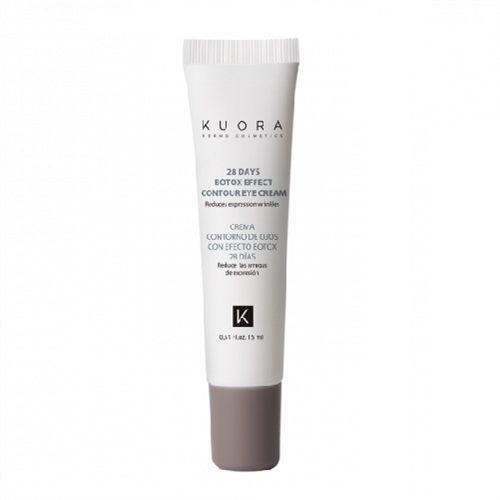 KUORA
DERMO COSMETICS
28 DAYS
BOTOX EFFECT
CONTOUR EYE CREAM
Reduces expression wrinkles
CREMA
CONTORNO DE OJOS
CON EFECTO BOTOX
28 DÍAS
Reduce las arrugas
de expresión
K
0,51 fl.oz. 15 ml